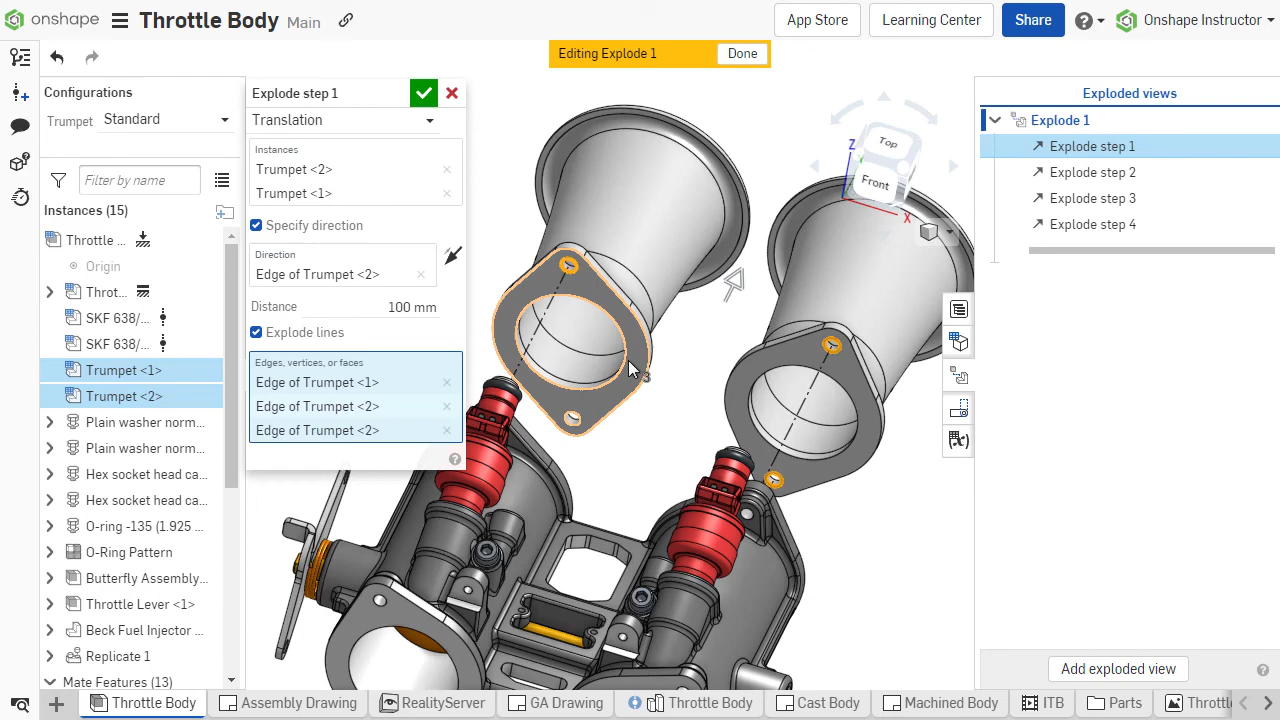 onshape
Throttle Body Main
App Store
Learning Center
Share
Onshape Instructor
Editing Explode 1
Done
Configurations
Trumpet Standard
Filter by name
Instances (15)
Throttle ...
Origin
Throt...
SKF 638/...
SKF 638/...
Trumpet <1>
Trumpet <2>
Plain washer norm...
Plain washer norm...
Hex socket head ca...
Hex socket head ca...
O-ring -135 (1.925 ...
O-Ring Pattern
Butterfly Assembly...
Throttle Lever <1>
Beck Fuel Injector ...
Replicate 1
Mate Features (13)
Explode step 1
Translation
Instances
Trumpet <2>
Trumpet <1>
Specify direction
Direction
Edge of Trumpet <2>
Distance 100 mm
Explode lines
Edges, vertices, or faces
Edge of Trumpet <1>
Edge of Trumpet <2>
Edge of Trumpet <2>
Z
Top
Front
X
3
Exploded views
Explode 1
Explode step 1
Explode step 2
Explode step 3
Explode step 4
Add exploded view
Throttle Body
Assembly Drawing
RealityServer
GA Drawing
Throttle Body
Cast Body
Machined Body
ITB
Parts
Throttl